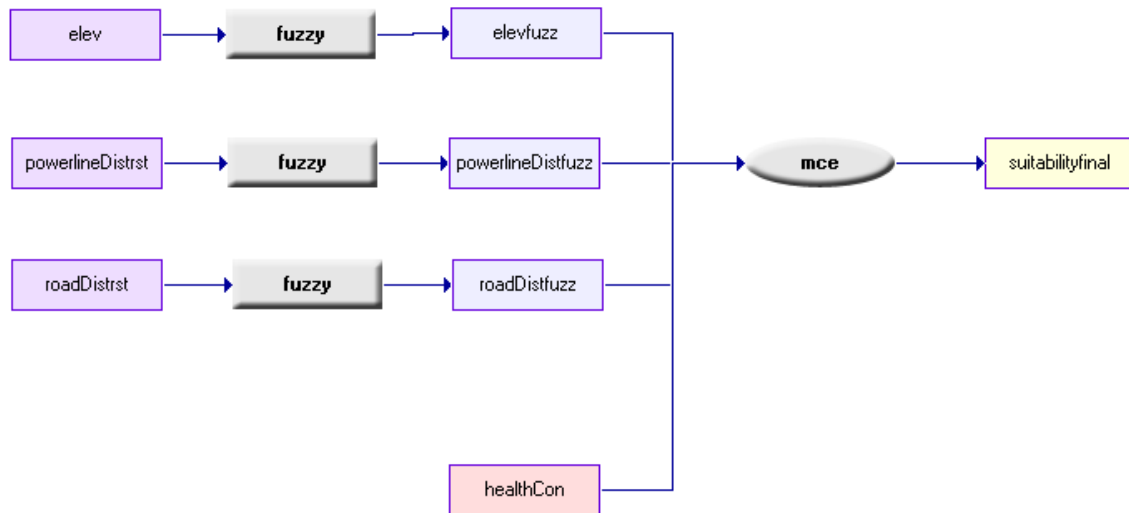 elev
fuzzy
elevfuzz
powerlineDistrst
fuzzy
powerlineDistfuzz
mce
suitabilityfinal
roadDistrst
fuzzy
roadDistfuzz
healthCon